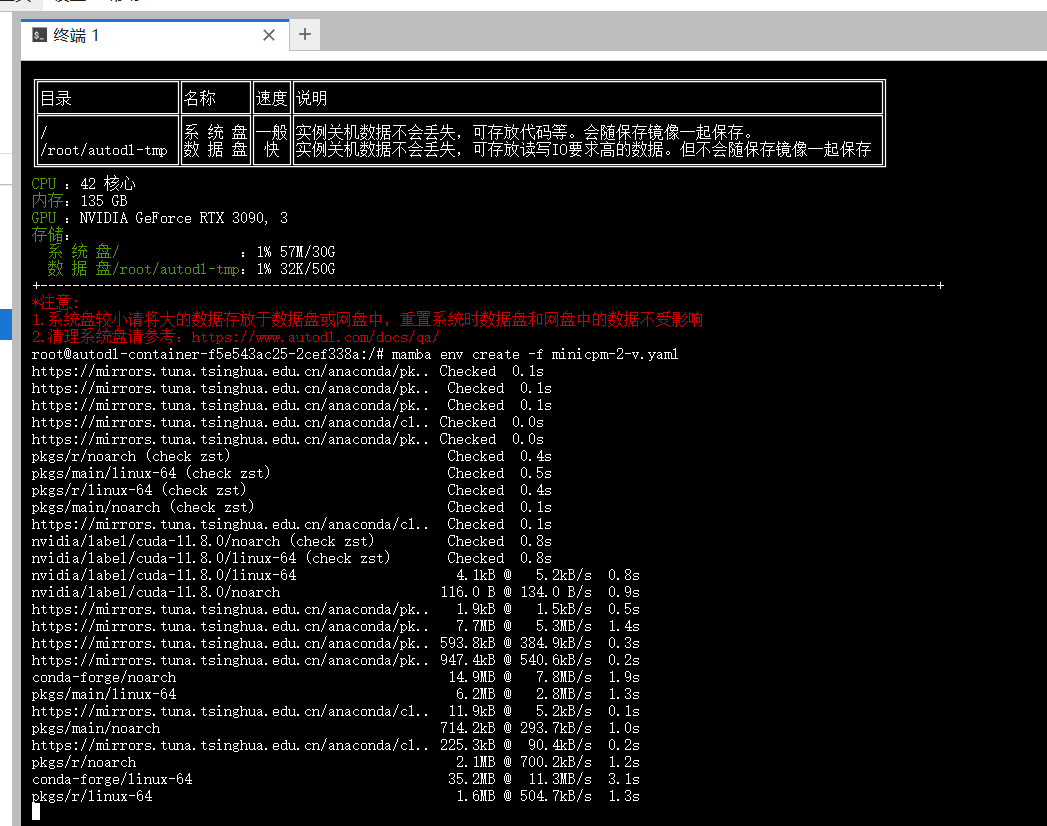 终端 1
目录 名称 速度 说明
/ 系 统 盘 一般 实例关机数据不会丢失，可存放代码等。会随保存镜像一起保存。
/root/autodl-tmp 数 据 盘 快 实例关机数据不会丢失，可存放读写IO要求高的数据。但不会随保存镜像一起保存
CPU ：42 核心
内存：135 GB
GPU ：NVIDIA GeForce RTX 3090, 3
存储：
系 统 盘/ ：1% 57M/30G
数 据 盘/root/autodl-tmp：1% 32K/50G
+----------------------------------------------------------------------------------------------------------------+
*注意:
1.系统盘较小请将大的数据存放于数据盘或网盘中，重置系统时数据盘和网盘中的数据不受影响
2.清理系统盘请参考：https://www.autodl.com/docs/qa/
root@autodl-container-f5e543ac25-2cef338a:/# mamba env create -f minicpm-2-v.yaml
https://mirrors.tuna.tsinghua.edu.cn/anaconda/pk.. Checked 0.1s
https://mirrors.tuna.tsinghua.edu.cn/anaconda/pk.. Checked 0.1s
https://mirrors.tuna.tsinghua.edu.cn/anaconda/pk.. Checked 0.1s
https://mirrors.tuna.tsinghua.edu.cn/anaconda/cl.. Checked 0.0s
https://mirrors.tuna.tsinghua.edu.cn/anaconda/pk.. Checked 0.0s
pkgs/r/noarch (check zst) Checked 0.4s
pkgs/main/linux-64 (check zst) Checked 0.5s
pkgs/r/linux-64 (check zst) Checked 0.4s
pkgs/main/noarch (check zst) Checked 0.1s
https://mirrors.tuna.tsinghua.edu.cn/anaconda/cl.. Checked 0.1s
nvidia/label/cuda-11.8.0/noarch (check zst) Checked 0.8s
nvidia/label/cuda-11.8.0/linux-64 (check zst) Checked 0.8s
nvidia/label/cuda-11.8.0/linux-64 4.1kB @ 5.2kB/s 0.8s
nvidia/label/cuda-11.8.0/noarch 116.0 B @ 134.0 B/s 0.9s
https://mirrors.tuna.tsinghua.edu.cn/anaconda/pk.. 1.9kB @ 1.5kB/s 0.5s
https://mirrors.tuna.tsinghua.edu.cn/anaconda/pk.. 7.7MB @ 5.3MB/s 1.4s
https://mirrors.tuna.tsinghua.edu.cn/anaconda/pk.. 593.8kB @ 384.9kB/s 0.3s
https://mirrors.tuna.tsinghua.edu.cn/anaconda/pk.. 947.4kB @ 540.6kB/s 0.2s
conda-forge/noarch 14.9MB @ 7.8MB/s 1.9s
pkgs/main/linux-64 6.2MB @ 2.8MB/s 1.3s
https://mirrors.tuna.tsinghua.edu.cn/anaconda/cl.. 11.9kB @ 5.2kB/s 0.1s
pkgs/main/noarch 714.2kB @ 293.7kB/s 1.0s
https://mirrors.tuna.tsinghua.edu.cn/anaconda/cl.. 225.3kB @ 90.4kB/s 0.2s
pkgs/r/noarch 2.1MB @ 700.2kB/s 1.2s
conda-forge/linux-64 35.2MB @ 11.3MB/s 3.1s
pkgs/r/linux-64 1.6MB @ 504.7kB/s 1.3s